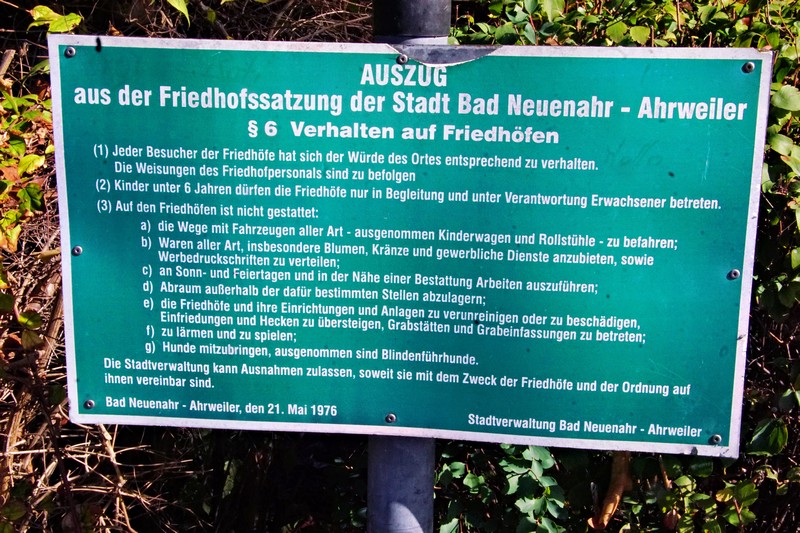 AUSZUG
aus der Friedhofssatzung der Stadt Bad Neuenahr - Ahrweiler
§ 6 Verhalten auf Friedhöfen
(1) Jeder Besucher der Friedhöfe hat sich der Würde des Ortes entsprechend zu verhalten.
Die Weisungen des Friedhofpersonals sind zu befolgen
(2) Kinder unter 6 Jahren dürfen die Friedhöfe nur in Begleitung und unter Verantwortung Erwachsener betreten.
(3) Auf den Friedhöfen ist nicht gestattet:
a) die Wege mit Fahrzeugen aller Art - ausgenommen Kinderwagen und Rollstühle - zu befahren;
b) Waren aller Art, insbesondere Blumen, Kränze und gewerbliche Dienste anzubieten, sowie
Werbedruckschriften zu verteilen;
c) an Sonn- und Feiertagen und in der Nähe einer Bestattung Arbeiten auszuführen;
d) Abraum außerhalb der dafür bestimmten Stellen abzulagern;
e) die Friedhöfe und ihre Einrichtungen und Anlagen zu verunreinigen oder zu beschädigen,
Einfriedungen und Hecken zu übersteigen, Grabstätten und Grabeinfassungen zu betreten;
f) zu lärmen und zu spielen;
g) Hunde mitzubringen, ausgenommen sind Blindenführhunde.
Die Stadtverwaltung kann Ausnahmen zulassen, soweit sie mit dem Zweck der Friedhöfe und der Ordnung auf
ihnen vereinbar sind.
Bad Neuenahr - Ahrweiler, den 21. Mai 1976
Stadtverwaltung Bad Neuenahr - Ahrweiler